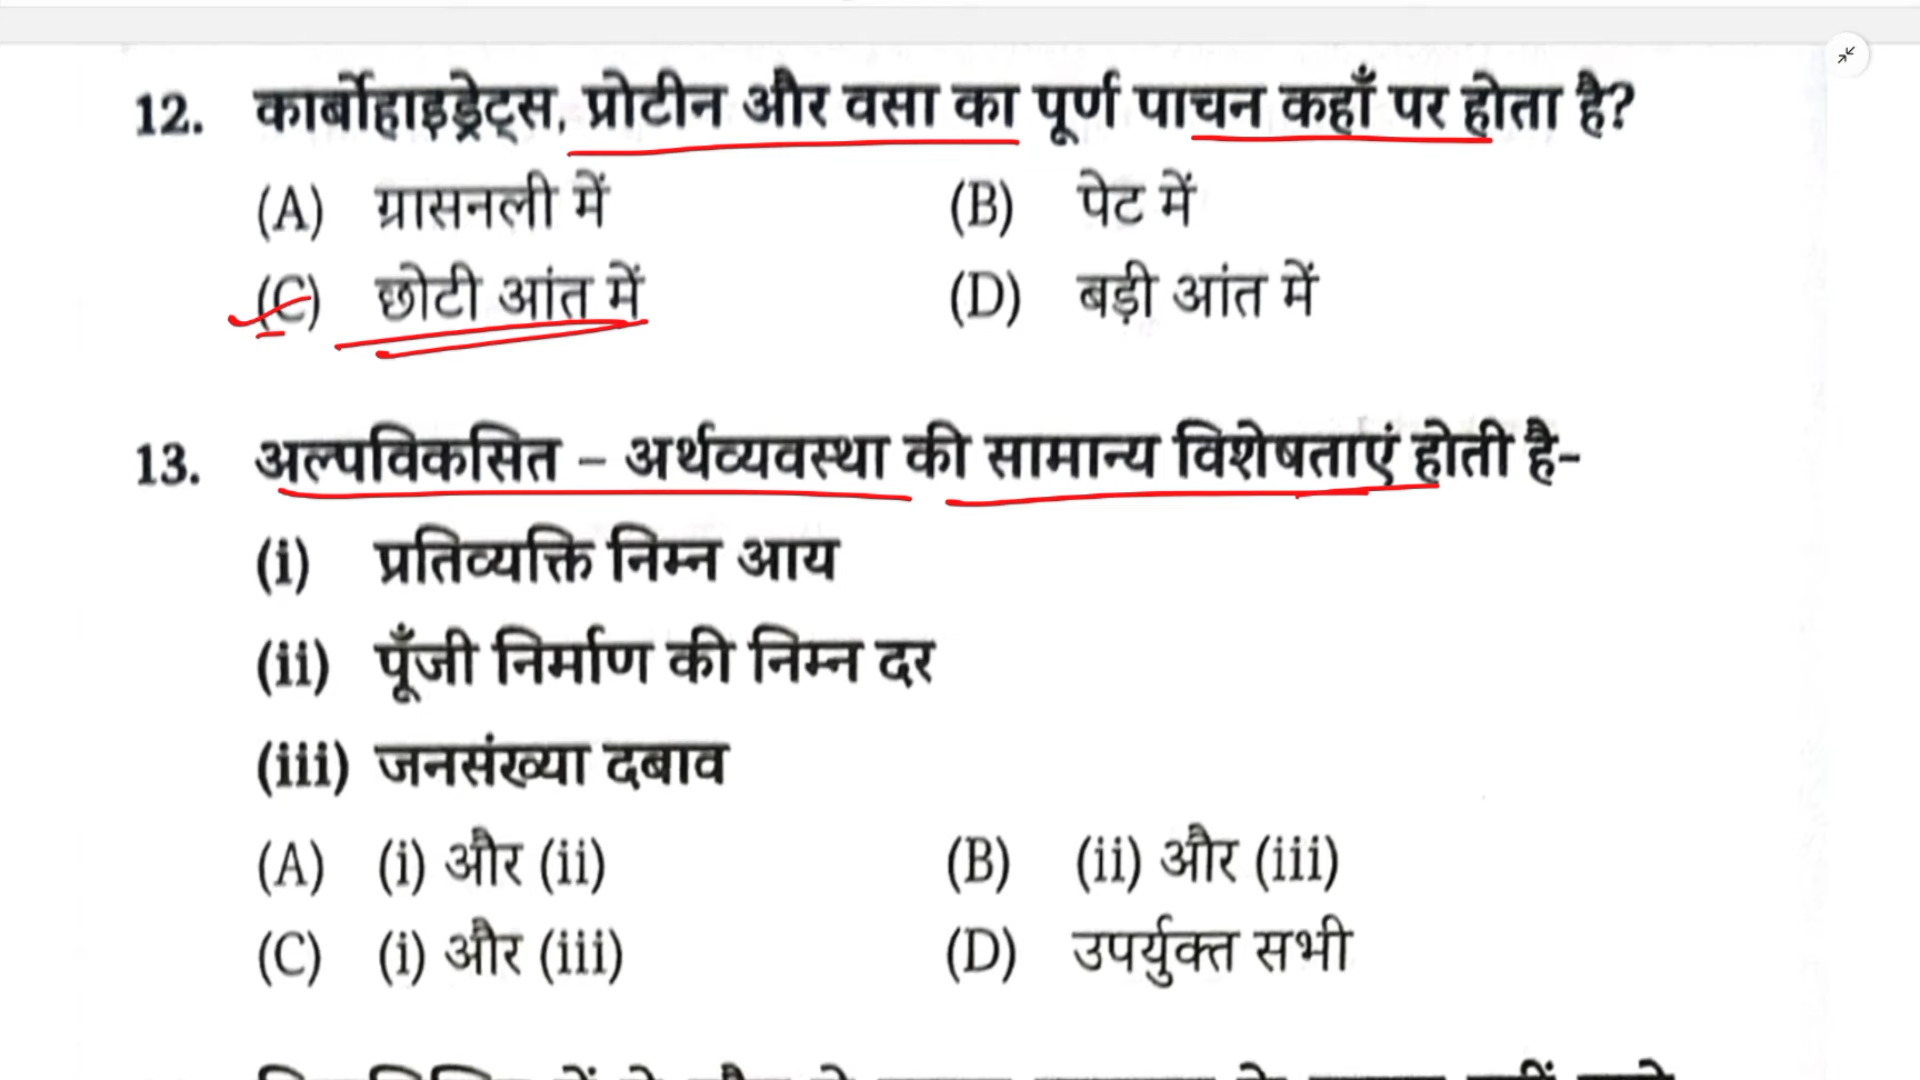 12. कार्बोहाइड्रेट्स, प्रोटीन और वसा का पूर्ण पाचन कहाँ पर होता है?
(A) ग्रासनली में (B) पेट में
(C) छोटी आंत में (D) बड़ी आंत में
13. अल्पविकसित – अर्थव्यवस्था की सामान्य विशेषताएं होती है-
(i) प्रतिव्यक्ति निम्न आय
(ii) पूँजी निर्माण की निम्न दर
(iii) जनसंख्या दबाव
(A) (i) और (ii) (B) (ii) और (iii)
(C) (i) और (iii) (D) उपर्युक्त सभी